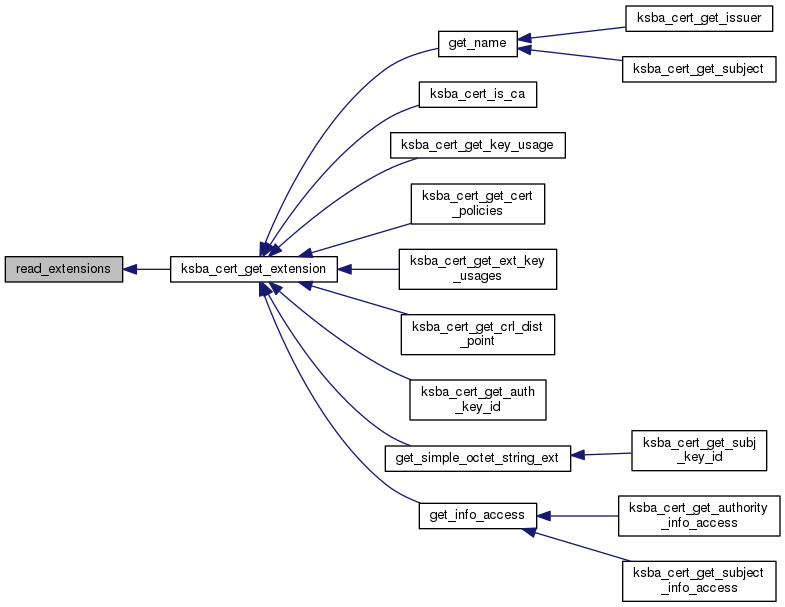 ksba_cert_get_issuer
get_name
ksba_cert_get_subject
ksba_cert_is_ca
ksba_cert_get_key_usage
ksba_cert_get_cert
_policies
read_extensions
ksba_cert_get_extension
ksba_cert_get_ext_key
_usages
ksba_cert_get_crl_dist
_point
ksba_cert_get_auth
_key_id
get_simple_octet_string_ext
ksba_cert_get_subj
_key_id
get_info_access
ksba_cert_get_authority
_info_access
ksba_cert_get_subject
_info_access